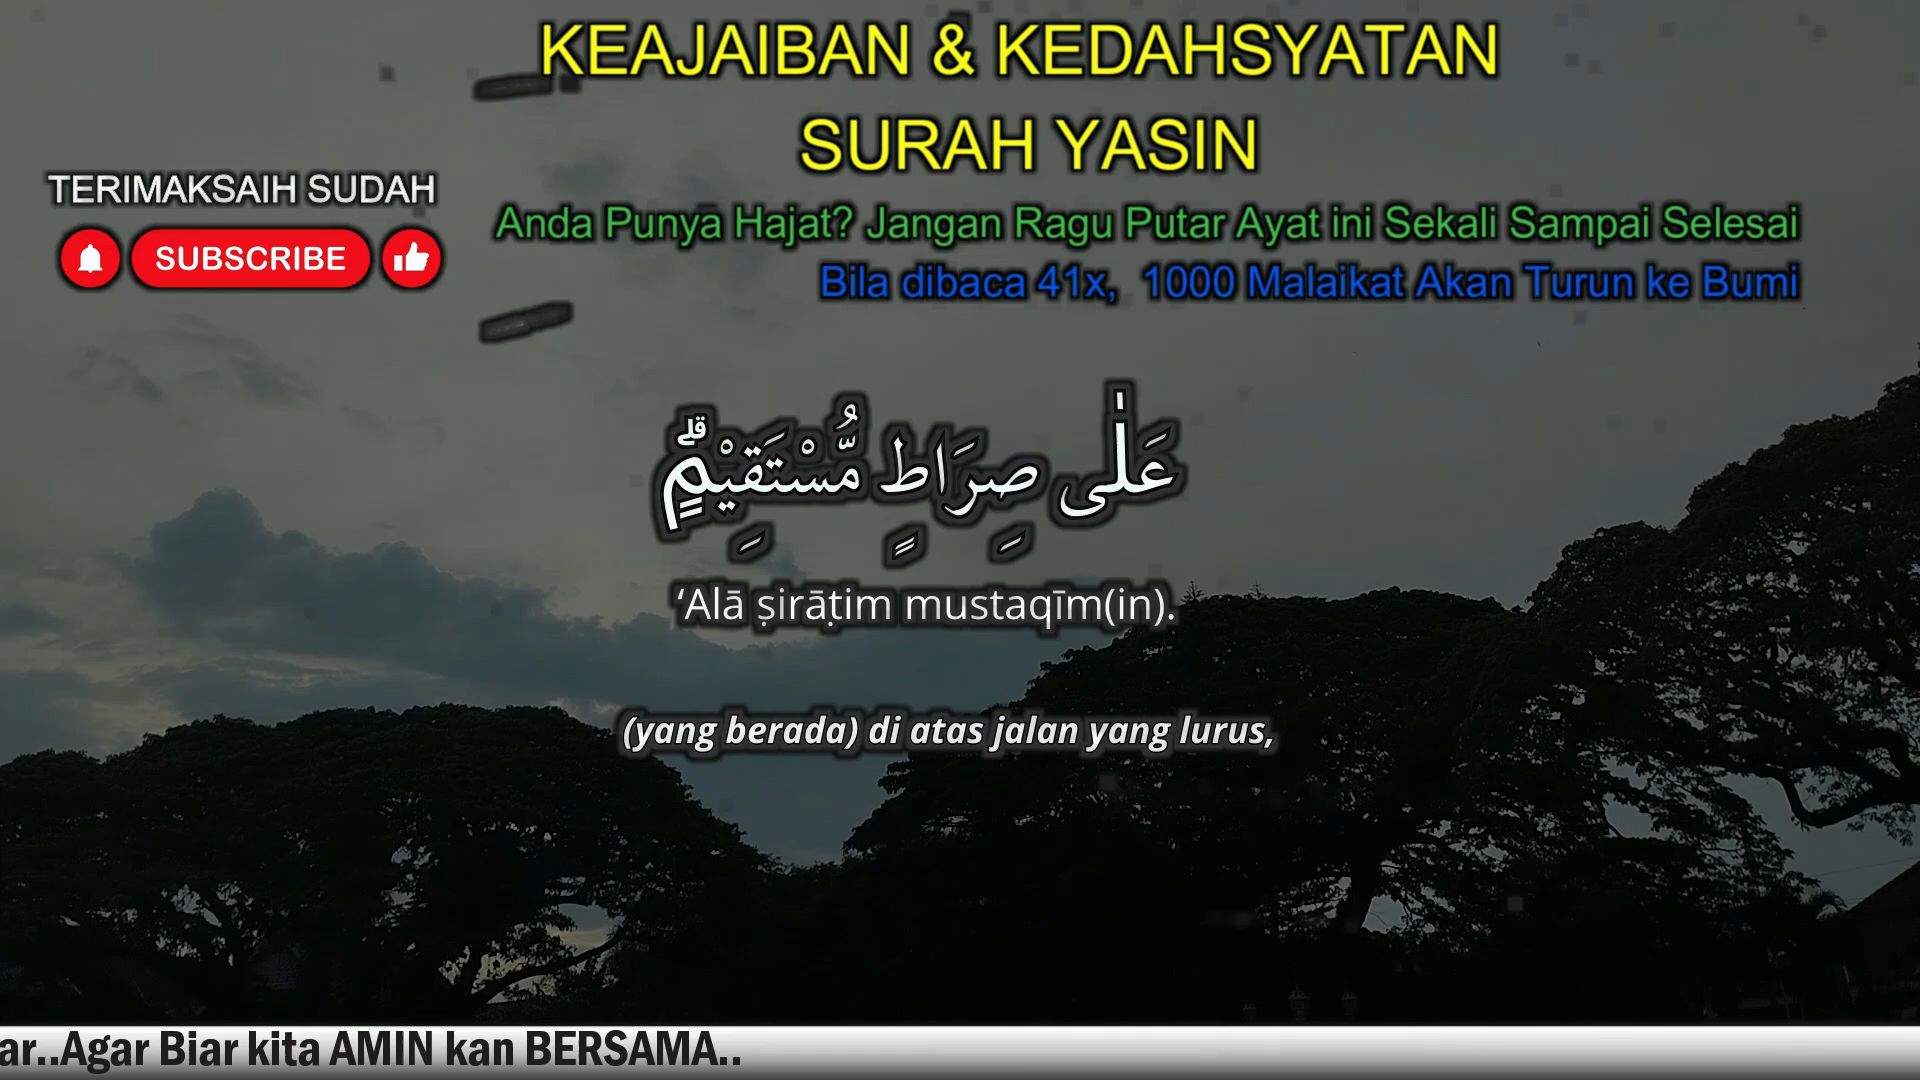 KEAJAIBAN & KEDAHSYATAN
SURAH YASIN
TERIMAKSAIH SUDAH
SUBSCRIBE
Anda Punya Hajat? Jangan Ragu Putar Ayat ini Sekali Sampai Selesai
Bila dibaca 41x, 1000 Malaikat Akan Turun ke Bumi
عَلٰى صِرَاطٍ مُّسْتَقِيْمٍۗ
‘Alā ṣirāṭim mustaqīm(in).
(yang berada) di atas jalan yang lurus,
ar..Agar Biar kita AMIN kan BERSAMA..